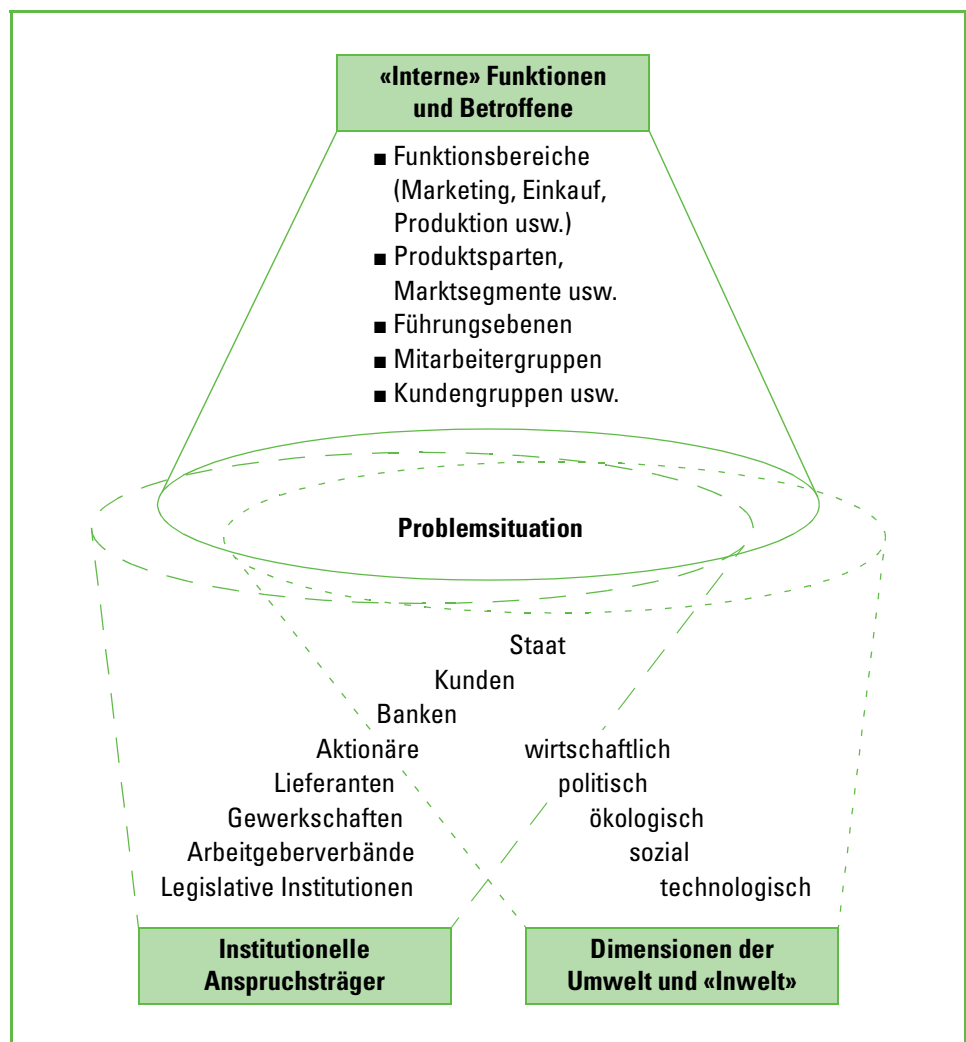 «Interne» Funktionen
und Betroffene
■ Funktionsbereiche
(Marketing, Einkauf,
Produktion usw.)
■ Produktsparten,
Marktsegmente usw.
■ Führungsebenen
■ Mitarbeitergruppen
■ Kundengruppen usw.
Problemsituation
Staat
Kunden
Banken
Aktionäre
Lieferanten
Gewerkschaften
Arbeitgeberverbände
Legislative Institutionen
wirtschaftlich
politisch
ökologisch
sozial
technologisch
Institutionelle
Anspruchsträger
Dimensionen der
Umwelt und «Inwelt»